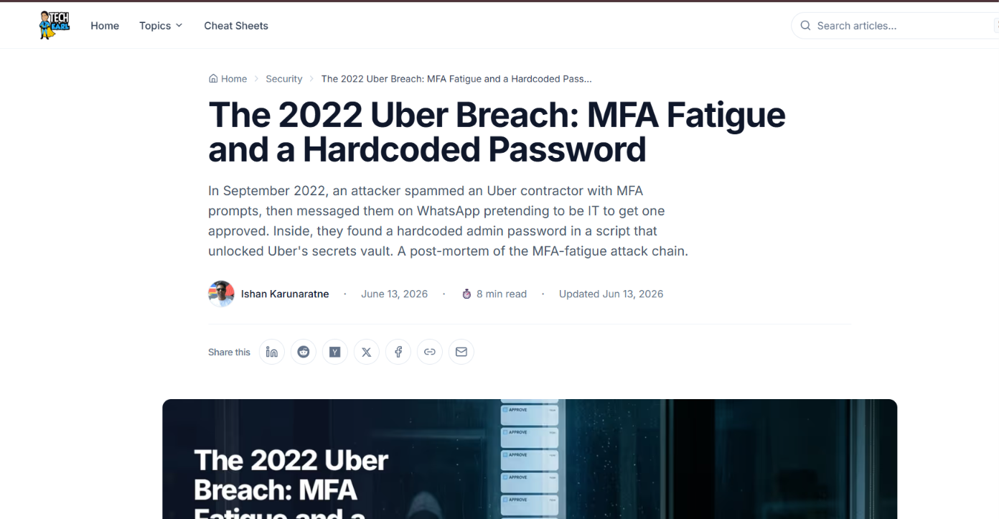 TECH
EARL
Home
Topics
Cheat Sheets
Search articles...
Home
Security
The 2022 Uber Breach: MFA Fatigue and a Hardcoded Pass...
The 2022 Uber Breach: MFA Fatigue
and a Hardcoded Password
In September 2022, an attacker spammed an Uber contractor with MFA
prompts, then messaged them on WhatsApp pretending to be IT to get one
approved. Inside, they found a hardcoded admin password in a script that
unlocked Uber's secrets vault. A post-mortem of the MFA-fatigue attack chain.
Ishan Karunaratne · June 13, 2026 · 8 min read · Updated Jun 13, 2026
Share this
APPROVE
APPROVE
APPROVE
APPROVE
APPROVE
The 2022 Uber
Breach: MFA
Fatigue and a